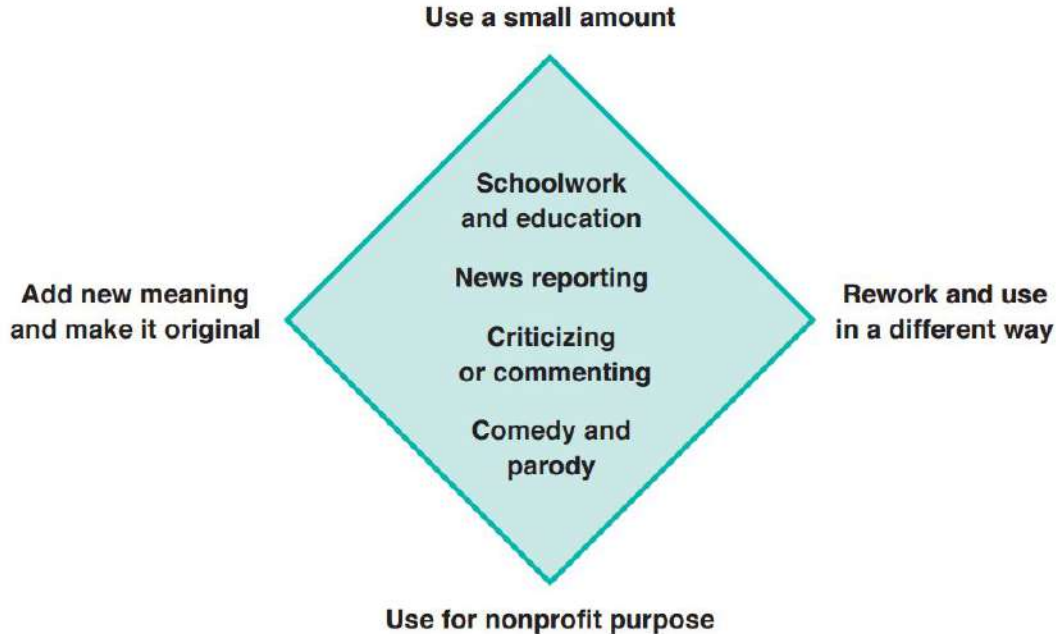 Use a small amount
Schoolwork
and education
News reporting
Add new meaning
and make it original
Rework and use
in a different way
Criticizing
or commenting
Comedy and
parody
Use for nonprofit purpose